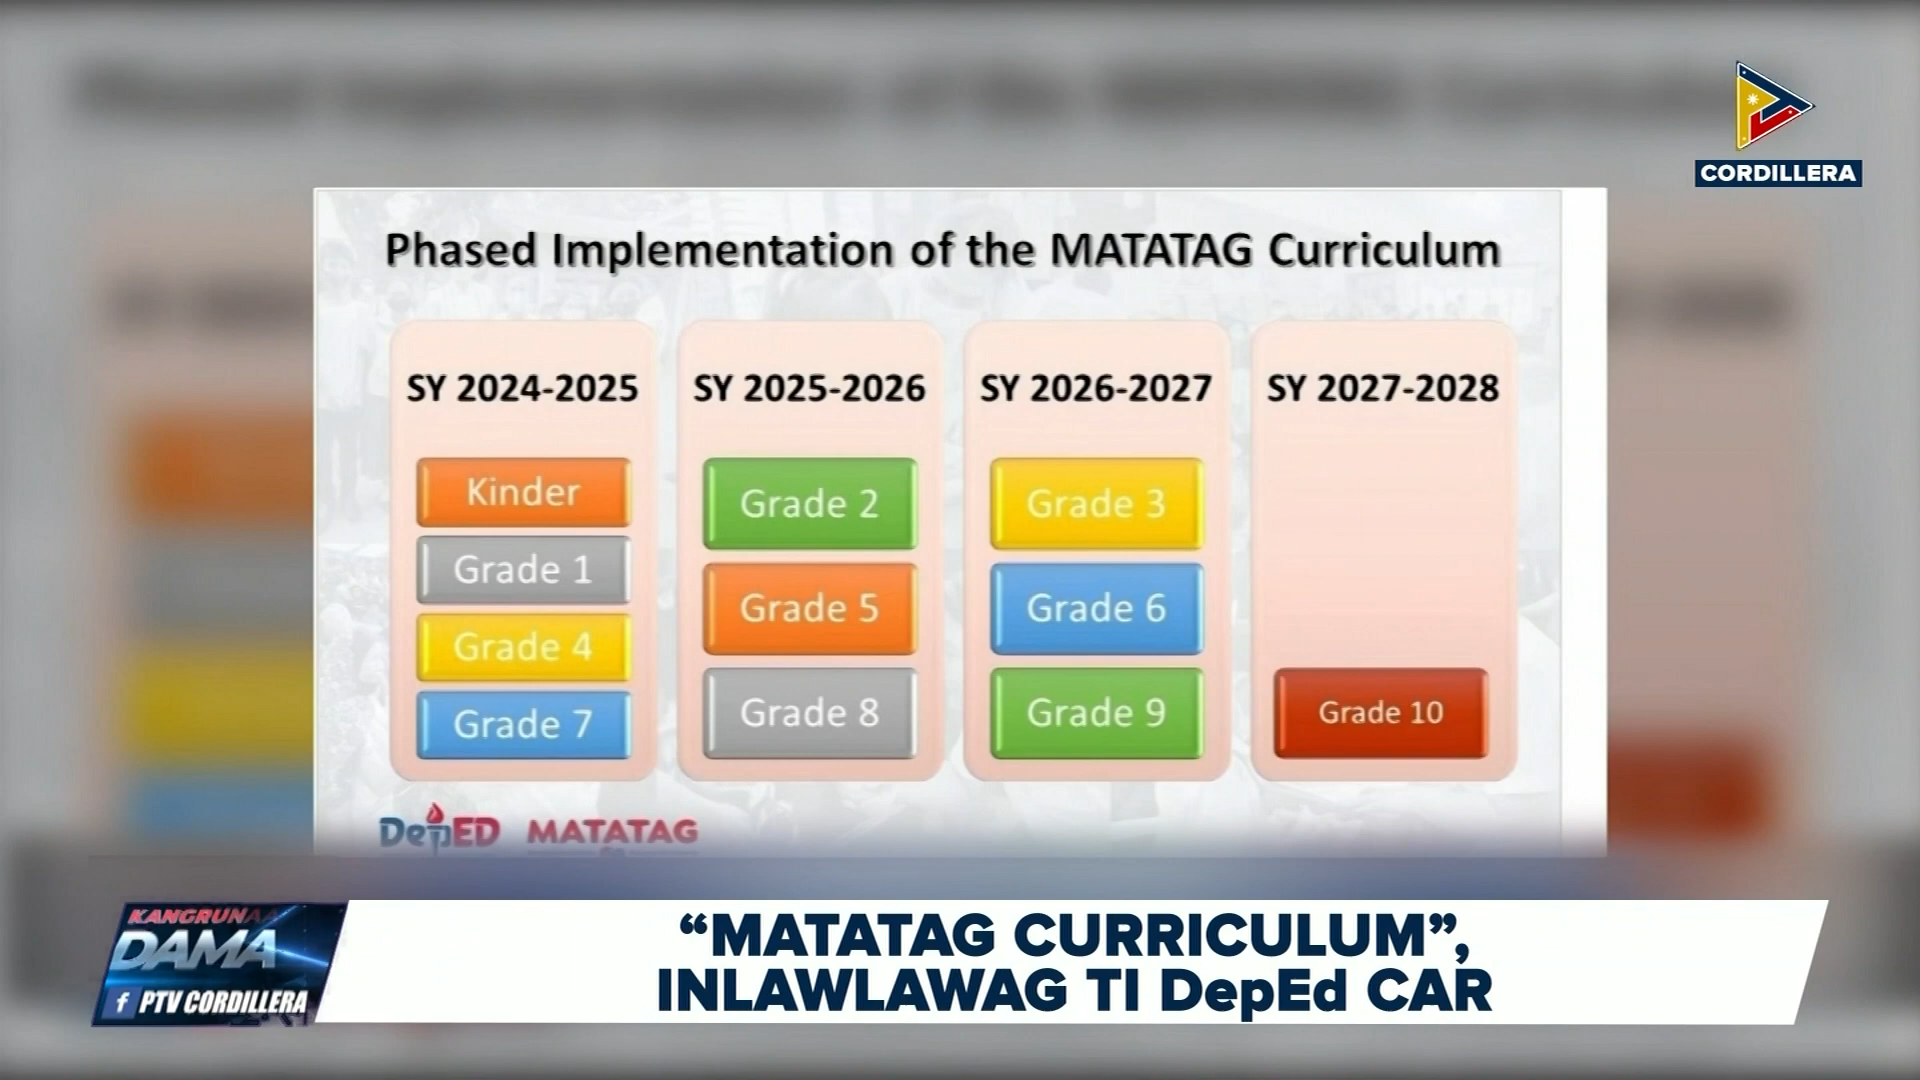 CORDILLERA
Phased Implementation of the MATATAG Curriculum
SY 2024-2025
Kinder
Grade 1
Grade 4
Grade 7
SY 2025-2026
Grade 2
Grade 5
Grade 8
SY 2026-2027
Grade 3
Grade 6
Grade 9
SY 2027-2028
Grade 10
DepED MATATAG
KANGRUNAA
DAMA
f PTV CORDILLERA
“MATATAG CURRICULUM”,
INLAWLAWAG TI DepEd CAR